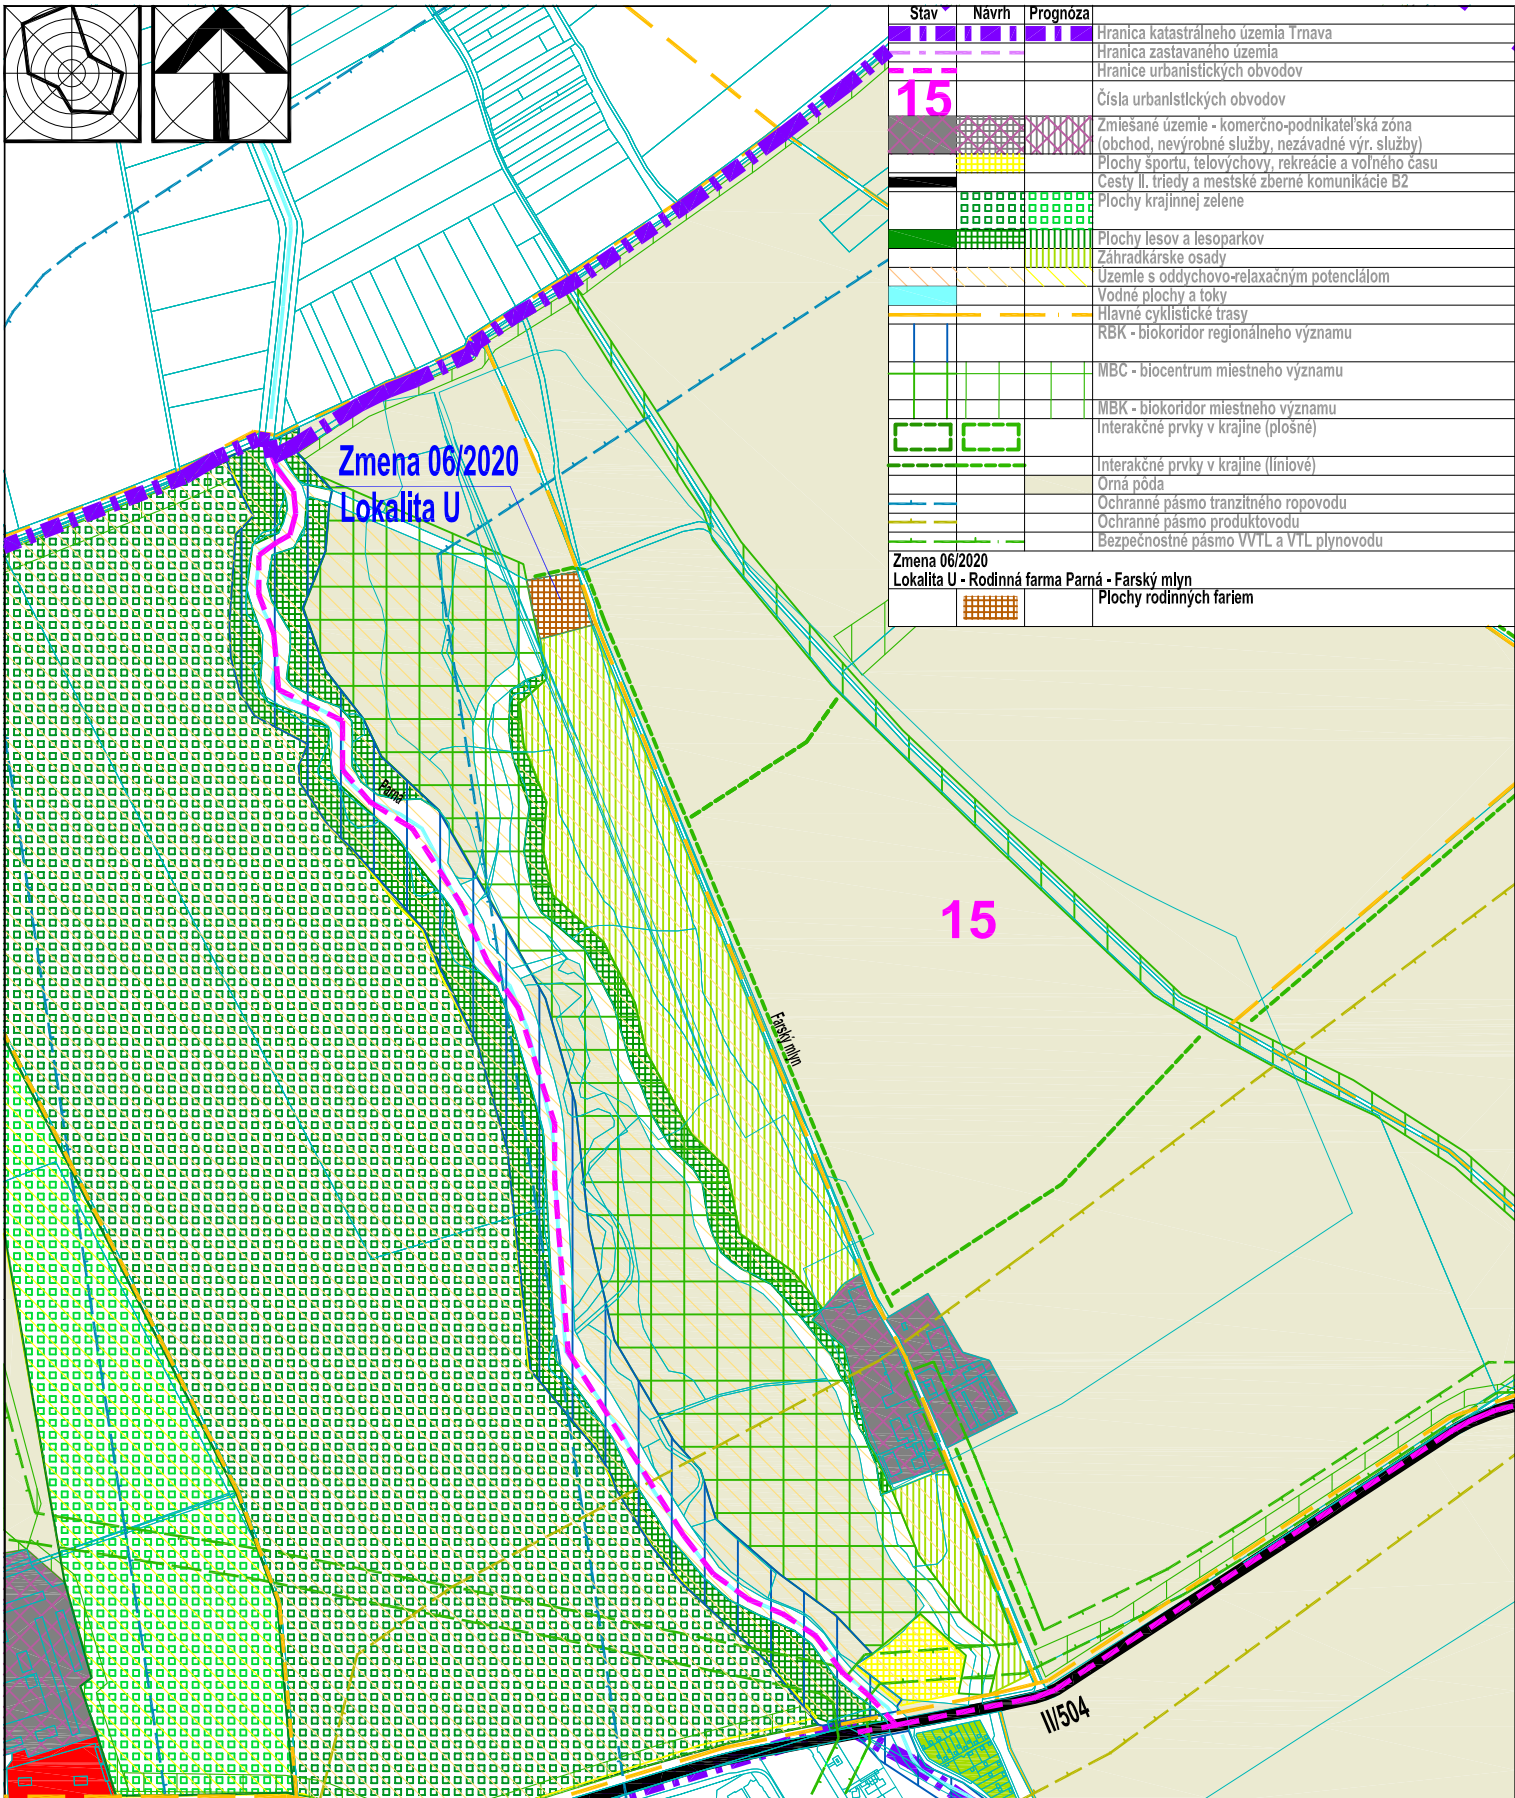 Stav Návrh Prognóza
Hranica katastrálneho územia Trnava
Hranica zastavaného územia
Hranice urbanistických obvodov
15 Čísla urbanistických obvodov
Zmiešané územie - komerčno-podnikateľská zóna
(obchod, nevýrobné služby, nezávadné výr. služby)
Plochy športu, telovýchovy, rekreácie a voľného času
Cesty II. triedy a mestské zberné komunikácie B2
Plochy krajinnej zelene
Plochy lesov a lesoparkov
Záhradkárske osady
Územie s oddychovo-relaxačným potenciálom
Vodné plochy a toky
Hlavné cyklistické trasy
RBK - biokoridor regionálneho významu
MBC - biocentrum miestneho významu
MBK - biokoridor miestneho významu
Interakčné prvky v krajine (plošné)
Interakčné prvky v krajine (líniové)
Orná pôda
Ochranné pásmo tranzitného ropovodu
Ochranné pásmo produktovodu
Bezpečnostné pásmo VVTL a VTL plynovodu
Zmena 06/2020
Lokalita U - Rodinná farma Parná - Farský mlyn
Plochy rodinných fariem
Zmena 06/2020
Lokalita U
Parná
15
Farský mlyn
II/504